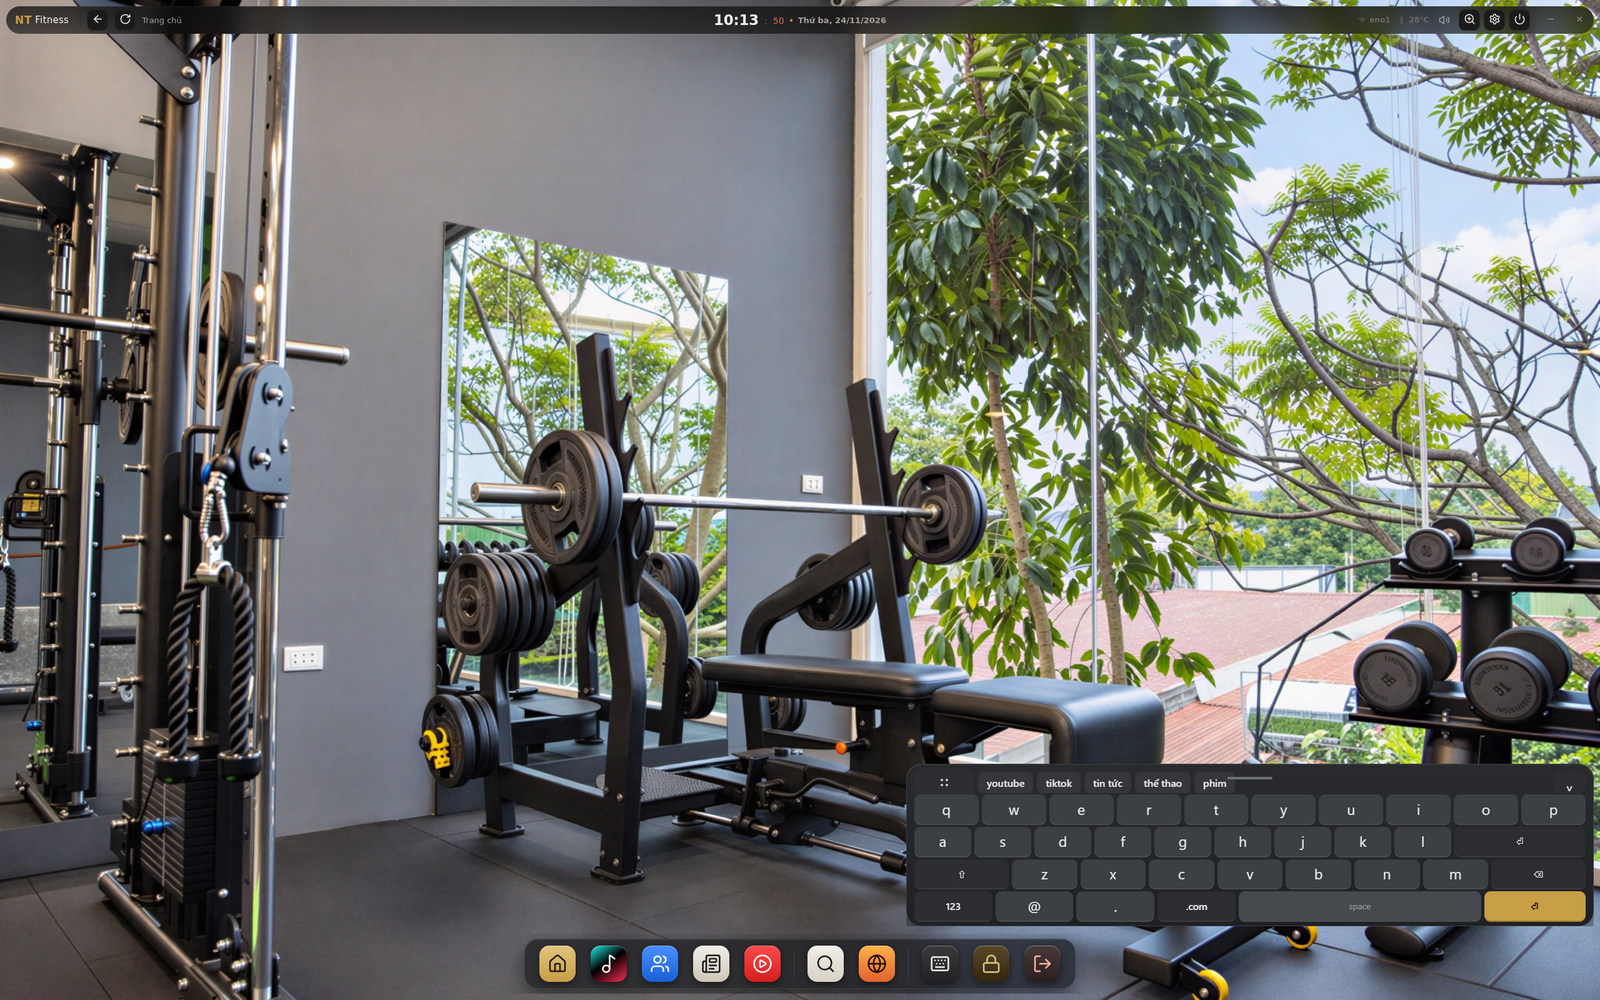 NT Fitness Trang chủ 10:13 : 50 • Thứ ba, 24/11/2026 eno1 28°C
youtube tiktok tin tức thể thao phim
q w e r t y u i o p
a s d f g h j k l
z x c v b n m
123 @ . .com space